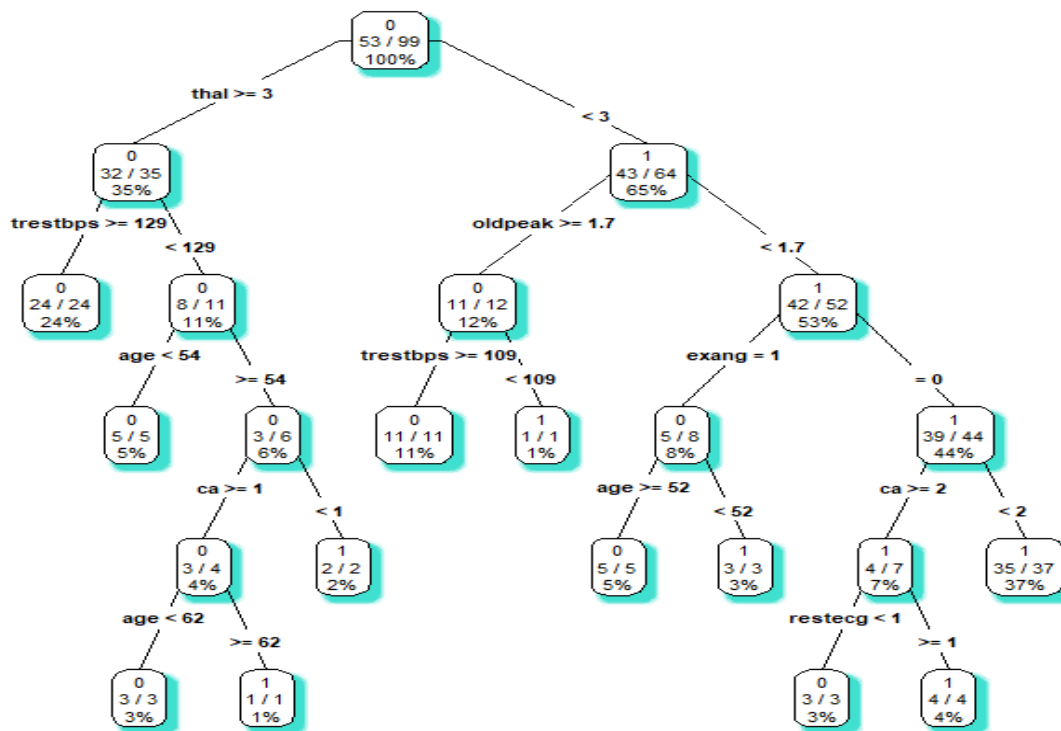 0
53 / 99
100%
thal >= 3
< 3
0
32 / 35
35%
1
43 / 64
65%
trestbps >= 129
< 129
oldpeak >= 1.7
< 1.7
0
24 / 24
24%
0
8 / 11
11%
0
11 / 12
12%
1
42 / 52
53%
age < 54
>= 54
trestbps >= 109
< 109
exang = 1
= 0
0
5 / 5
5%
0
3 / 6
6%
0
11 / 11
11%
1
1 / 1
1%
0
5 / 8
8%
1
39 / 44
44%
ca >= 1
< 1
age >= 52
< 52
ca >= 2
< 2
0
3 / 4
4%
1
2 / 2
2%
0
5 / 5
5%
1
3 / 3
3%
1
4 / 7
7%
1
35 / 37
37%
age < 62
>= 62
restecg < 1
>= 1
0
3 / 3
3%
1
1 / 1
1%
0
3 / 3
3%
1
4 / 4
4%